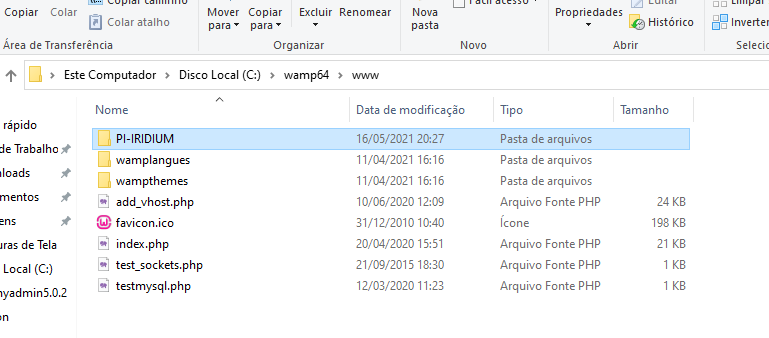 Copiar
Colar
Copiar caminho
Colar atalho
Área de Transferência
Mover para
Copiar para
Excluir
Renomear
Organizar
Nova pasta
Fácil acesso
Novo
Propriedades
Editar
Histórico
Abrir
Limpar
Inverter
Selecio
Este Computador > Disco Local (C:) > wamp64 > www
rápido
de Trabalho
nloads
mentos
ens
uras de Tela
Local (C:)
nyadmin5.0.2
on
Nome Data de modificação Tipo Tamanho
PI-IRIDIUM 16/05/2021 20:27 Pasta de arquivos
wamplangues 11/04/2021 16:16 Pasta de arquivos
wampthemes 11/04/2021 16:16 Pasta de arquivos
add_vhost.php 10/06/2020 12:09 Arquivo Fonte PHP 24 KB
favicon.ico 31/12/2010 10:40 Ícone 198 KB
index.php 20/04/2020 15:51 Arquivo Fonte PHP 21 KB
test_sockets.php 21/09/2015 18:30 Arquivo Fonte PHP 1 KB
testmysql.php 12/03/2020 11:23 Arquivo Fonte PHP 1 KB